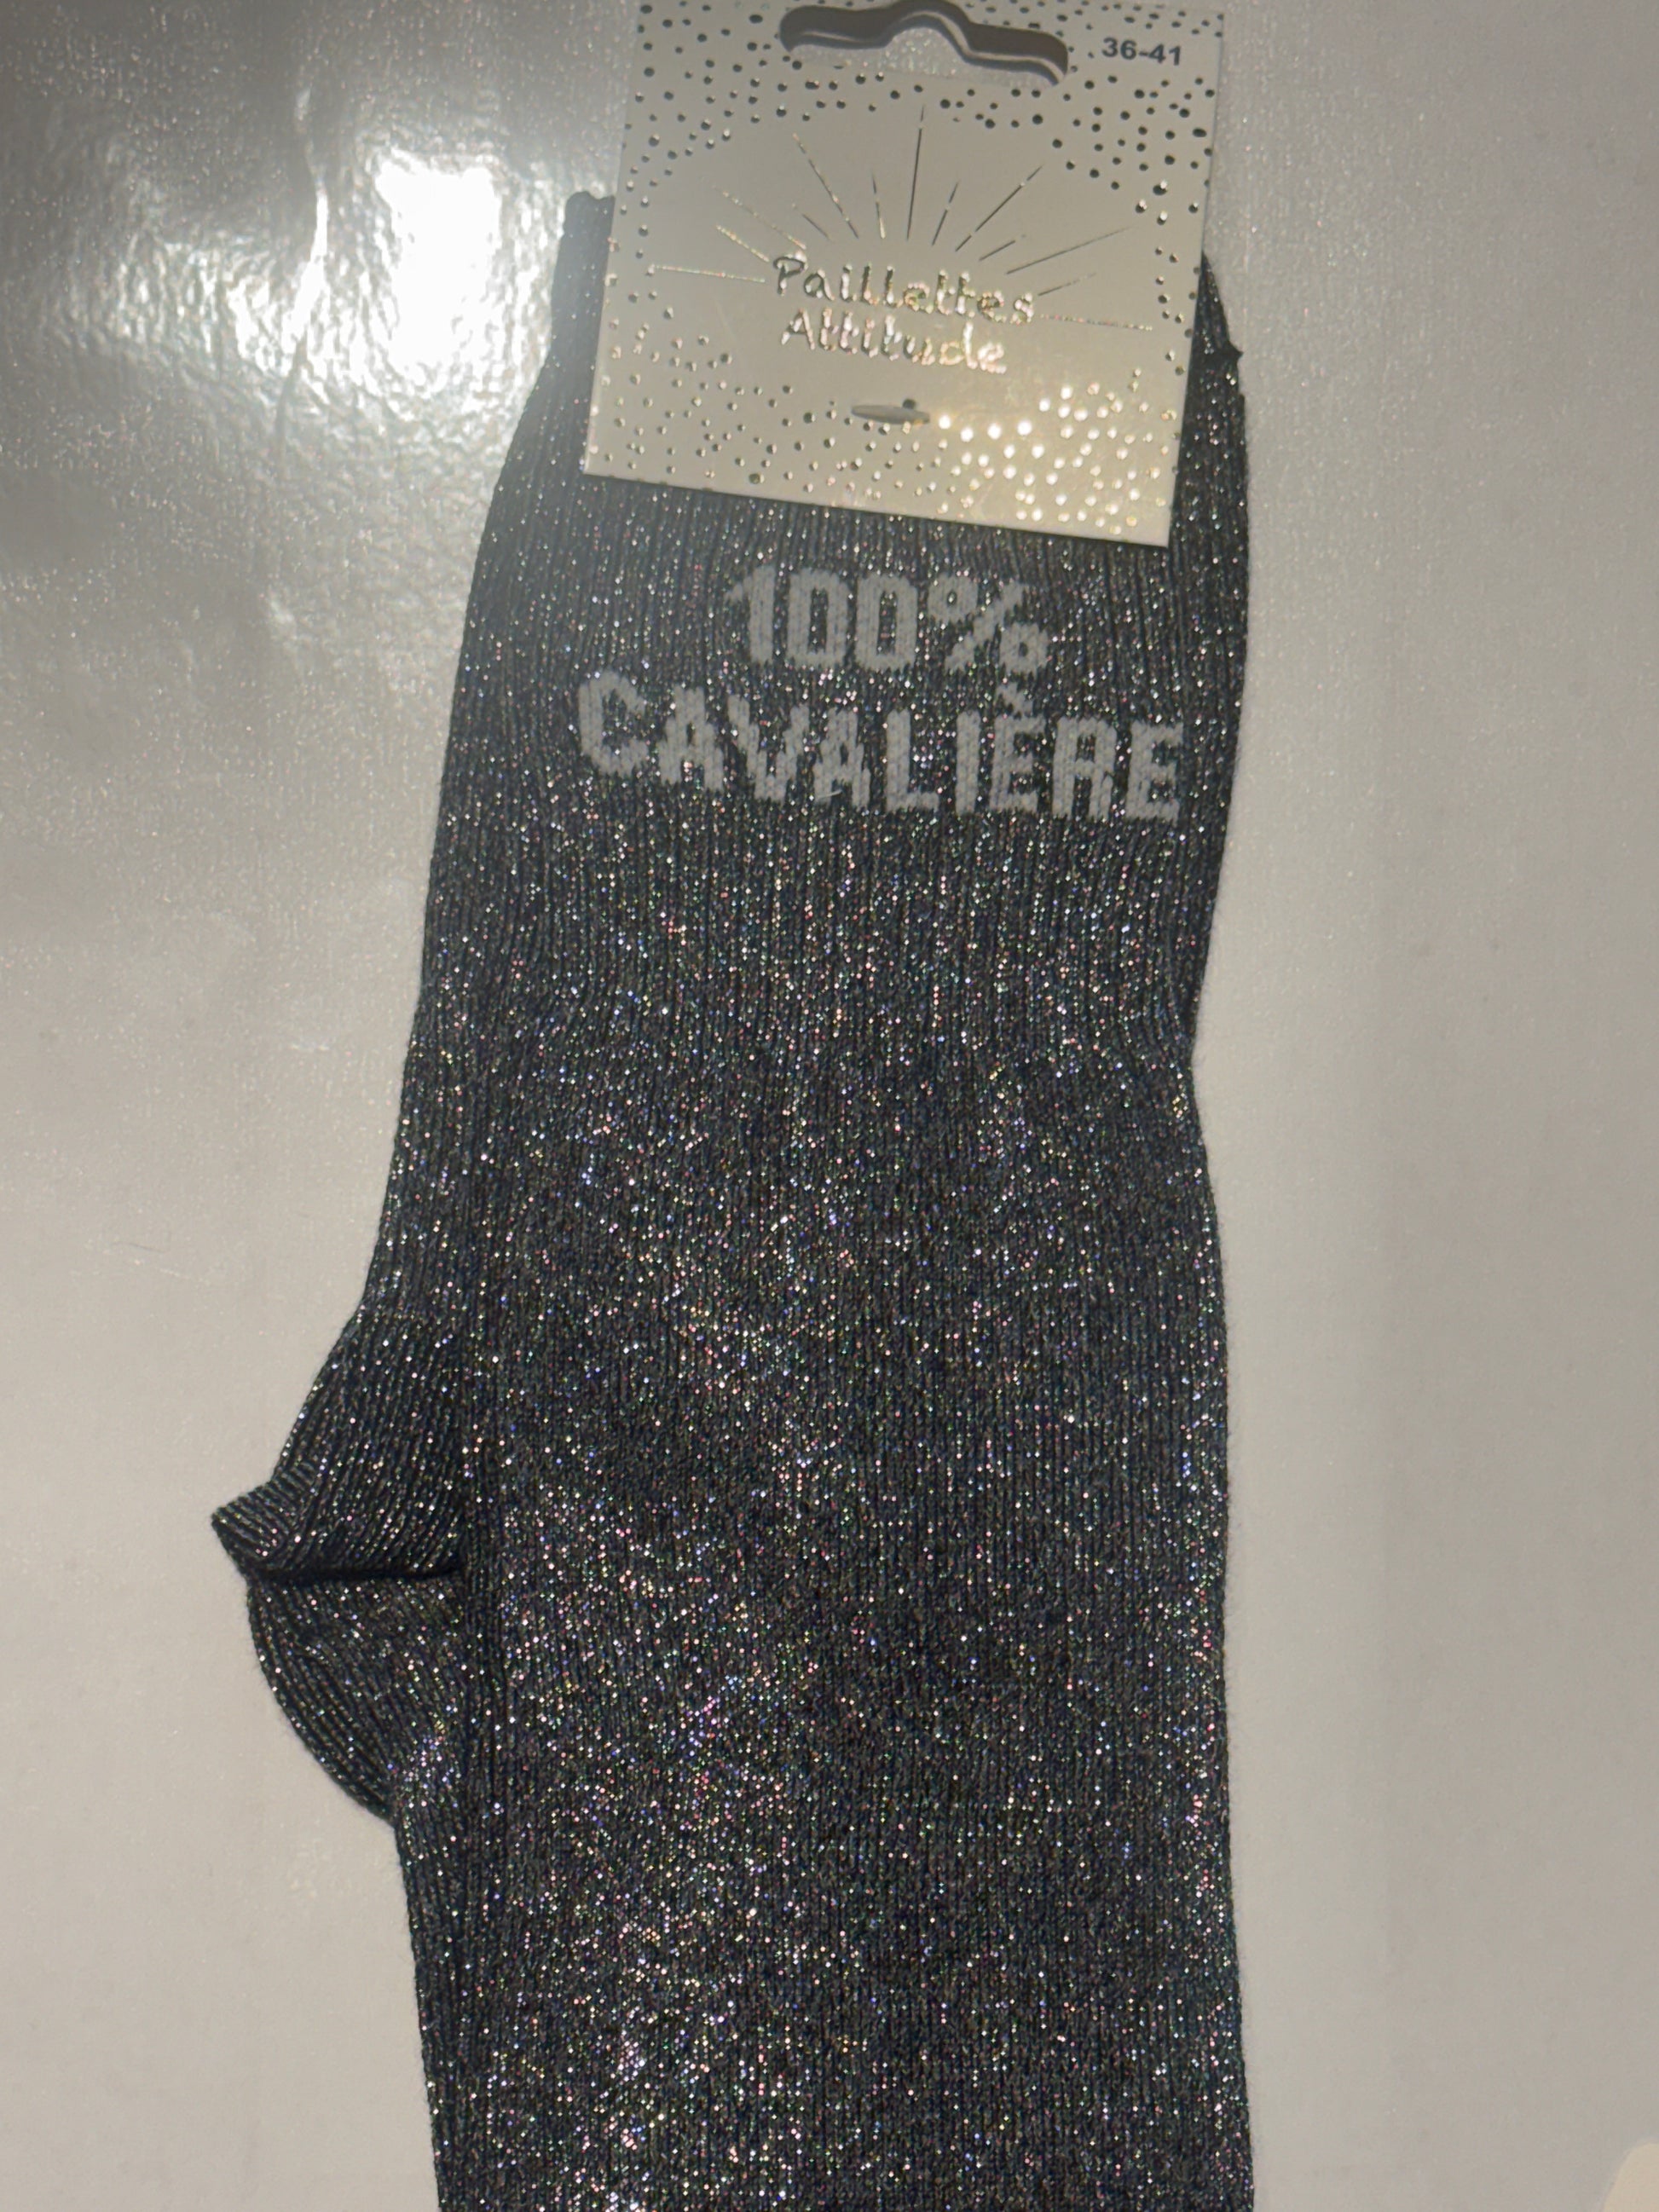 36-41
Paillettes
Attitude
100%
CAVALIÈRE